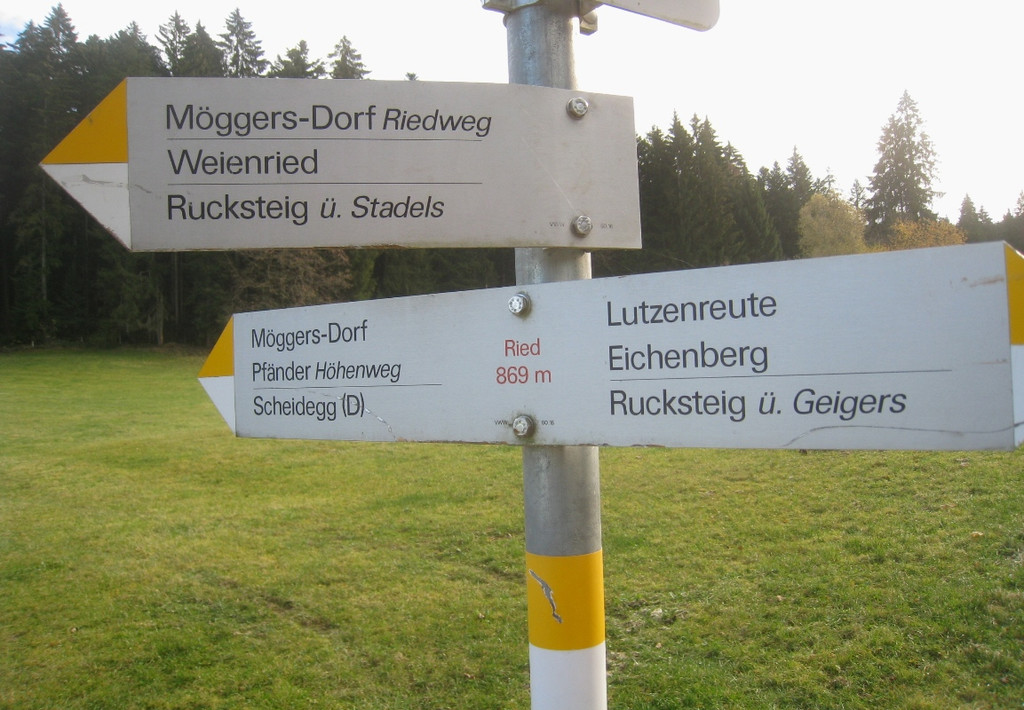 Möggers-Dorf Riedweg
Weienried
Rucksteig ü. Stadels
Möggers-Dorf
Pfänder Höhenweg
Scheidegg (D)
Ried
869 m
Lutzenreute
Eichenberg
Rucksteig ü. Geigers